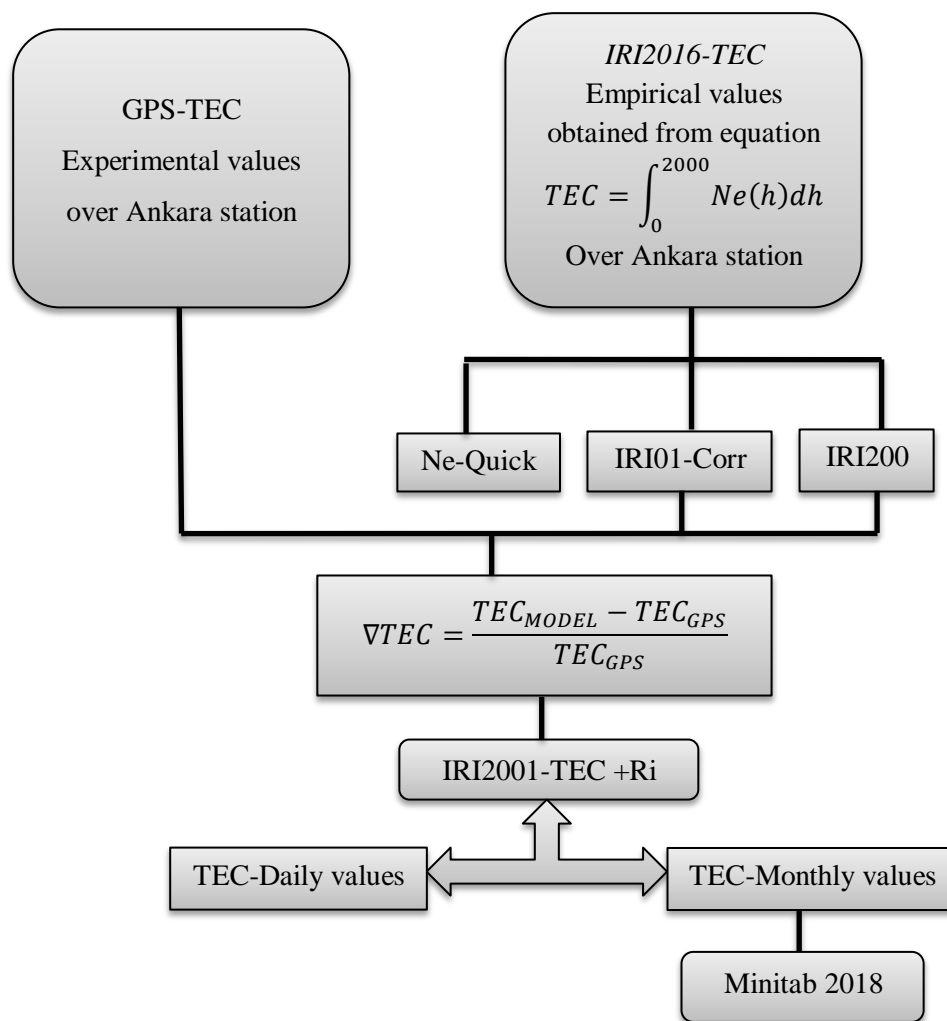 GPS-TEC
Experimental values
over Ankara station
IRI2016-TEC
Empirical values
obtained from equation
TEC = ∫₀²⁰⁰⁰ Ne(h)dh
Over Ankara station
Ne-Quick
IRI01-Corr
IRI200
∇TEC = (TEC_MODEL − TEC_GPS) / TEC_GPS
IRI2001-TEC +Ri
TEC-Daily values
TEC-Monthly values
Minitab 2018